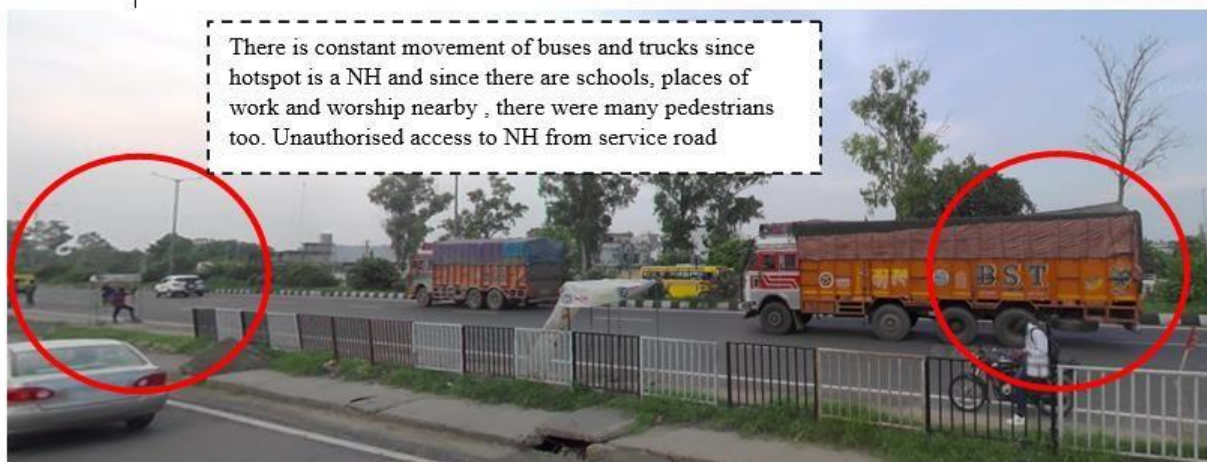 There is constant movement of buses and trucks since
hotspot is a NH and since there are schools, places of
work and worship nearby , there were many pedestrians
too. Unauthorised access to NH from service road
B.S.T